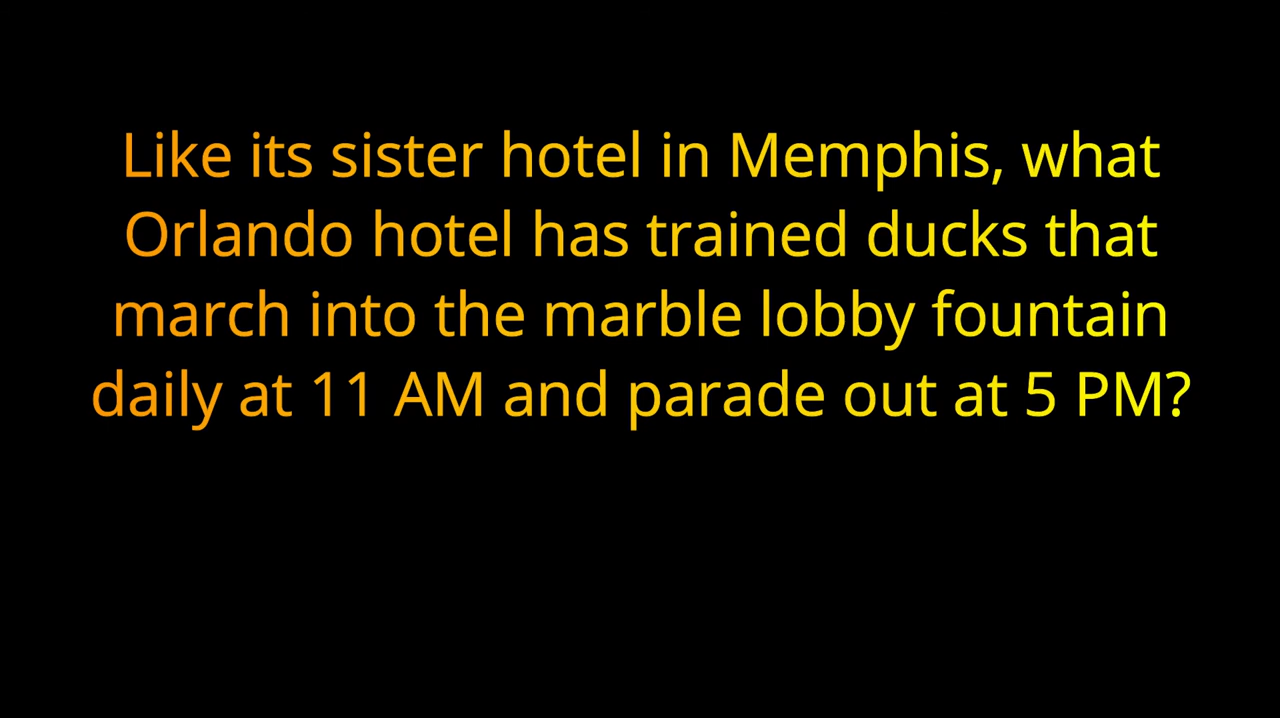 Like its sister hotel in Memphis, what
Orlando hotel has trained ducks that
march into the marble lobby fountain
daily at 11 AM and parade out at 5 PM?